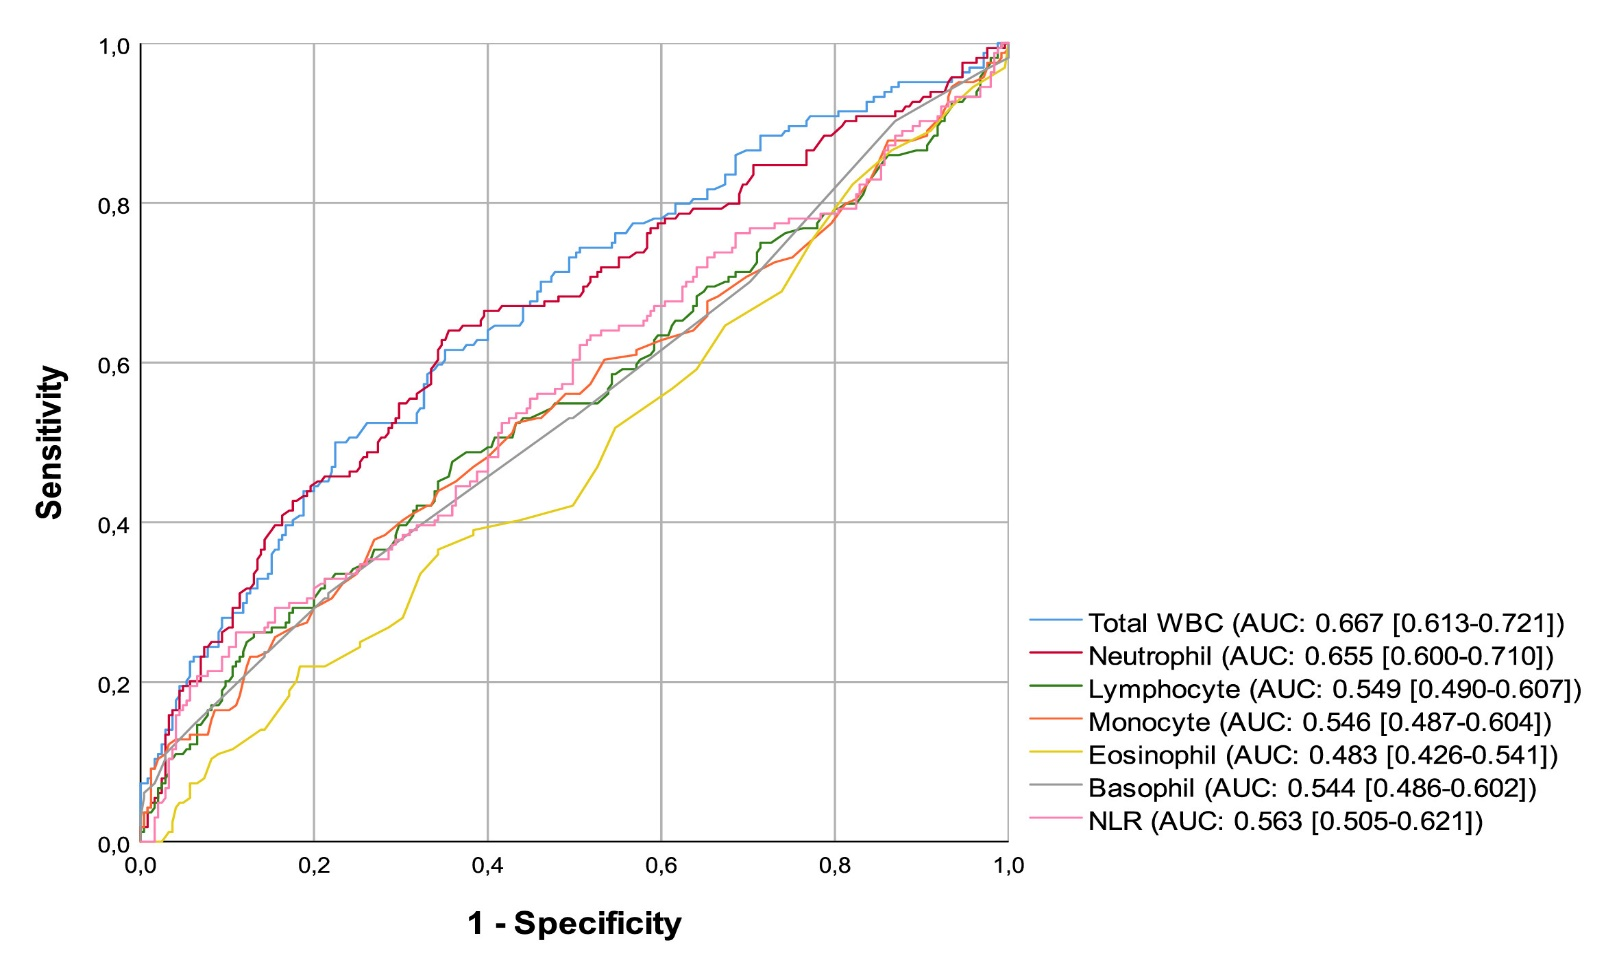 Sensitivity
1,0
0,8
0,6
0,4
0,2
0,0
0,0 0,2 0,4 0,6 0,8 1,0
1 - Specificity
Total WBC (AUC: 0.667 [0.613-0.721])
Neutrophil (AUC: 0.655 [0.600-0.710])
Lymphocyte (AUC: 0.549 [0.490-0.607])
Monocyte (AUC: 0.546 [0.487-0.604])
Eosinophil (AUC: 0.483 [0.426-0.541])
Basophil (AUC: 0.544 [0.486-0.602])
NLR (AUC: 0.563 [0.505-0.621])